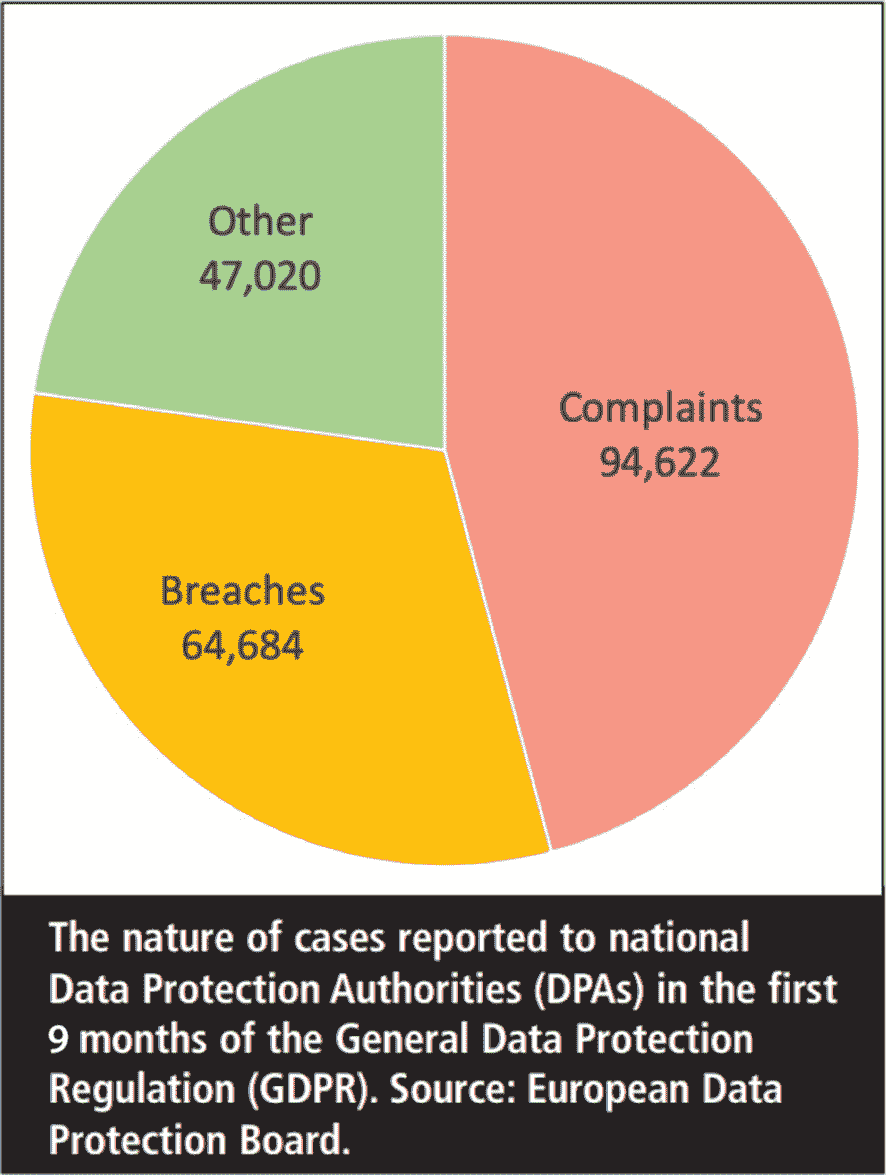 Other
47,020
Complaints
94,622
Breaches
64,684
The nature of cases reported to national
Data Protection Authorities (DPAs) in the first
9 months of the General Data Protection
Regulation (GDPR). Source: European Data
Protection Board.